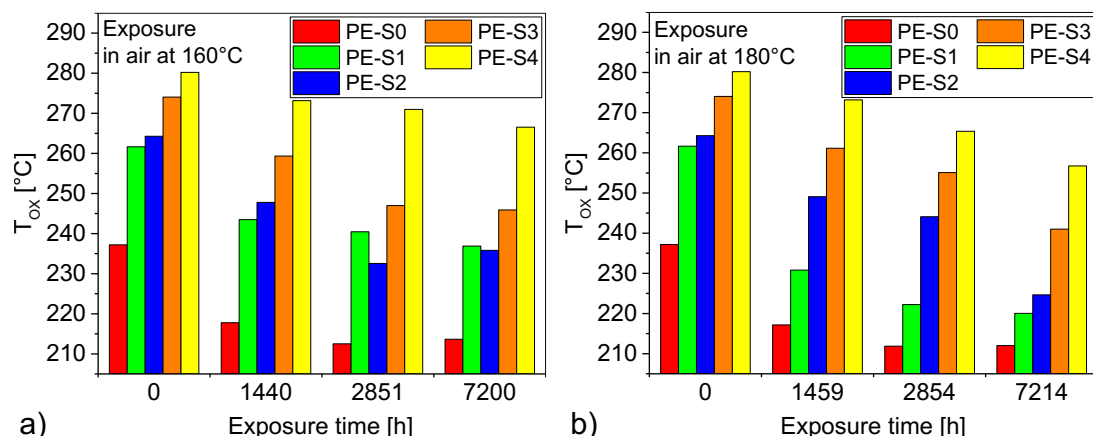 Exposure
in air at 160°C
PE-S0
PE-S1
PE-S2
PE-S3
PE-S4
290
280
270
260
250
240
230
220
210
T_OX [°C]
0 1440 2851 7200
Exposure time [h]
a)
Exposure
in air at 180°C
PE-S0
PE-S1
PE-S2
PE-S3
PE-S4
290
280
270
260
250
240
230
220
210
T_OX [°C]
0 1459 2854 7214
Exposure time [h]
b)